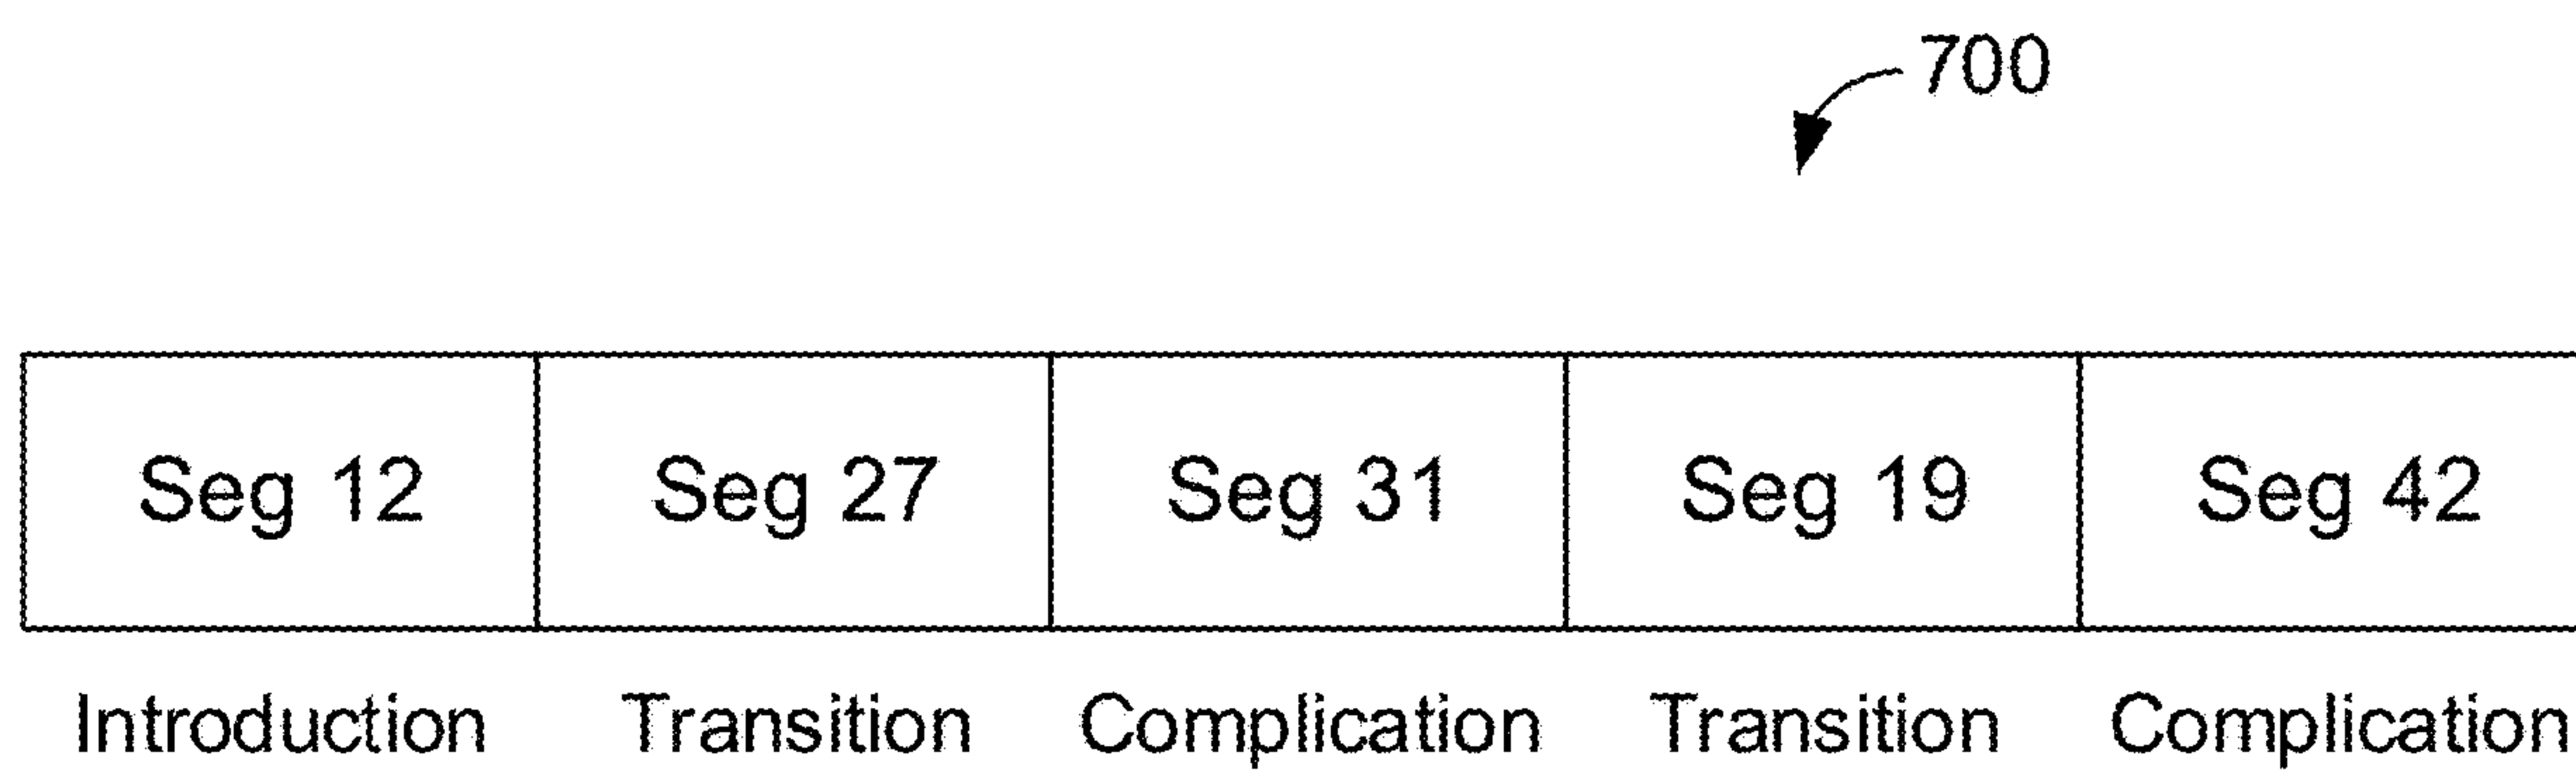 700
Seg 12 Seg 27 Seg 31 Seg 19 Seg 42
Introduction Transition Complication Transition Complication